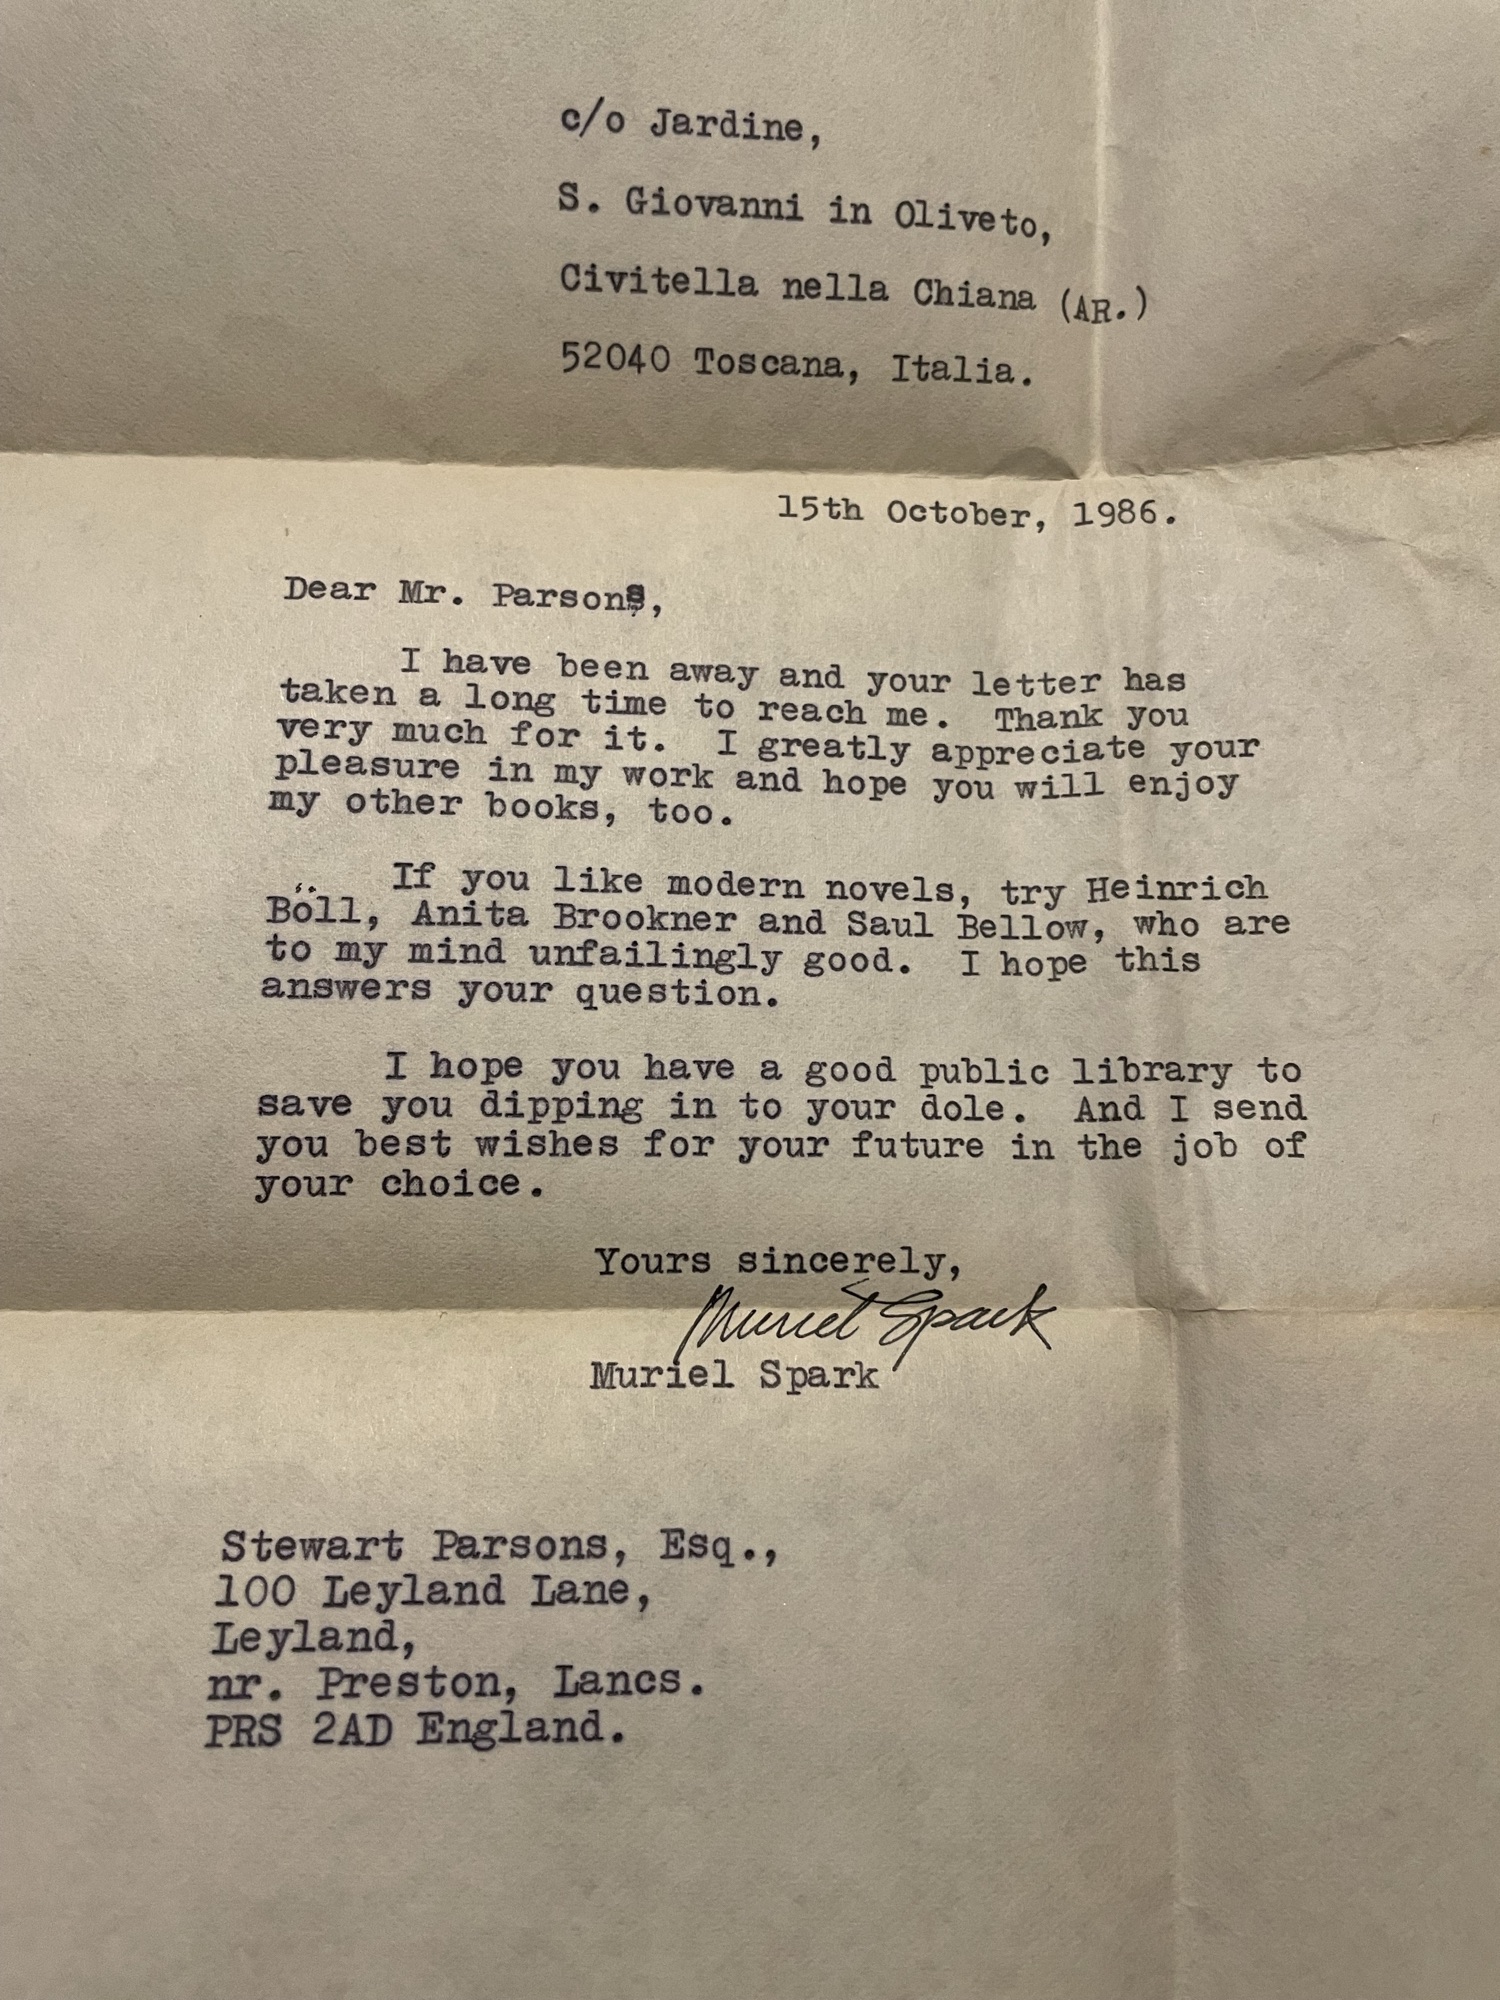 c/o Jardine,
S. Giovanni in Oliveto,
Civitella nella Chiana (AR.)
52040 Toscana, Italia.
15th October, 1986.
Dear Mr. Parsons,
I have been away and your letter has
taken a long time to reach me. Thank you
very much for it. I greatly appreciate your
pleasure in my work and hope you will enjoy
my other books, too.
If you like modern novels, try Heinrich
Böll, Anita Brookner and Saul Bellow, who are
to my mind unfailingly good. I hope this
answers your question.
I hope you have a good public library to
save you dipping in to your dole. And I send
you best wishes for your future in the job of
your choice.
Yours sincerely,
Muriel Spark
Muriel Spark
Stewart Parsons, Esq.,
100 Leyland Lane,
Leyland,
nr. Preston, Lancs.
PRS 2AD England.